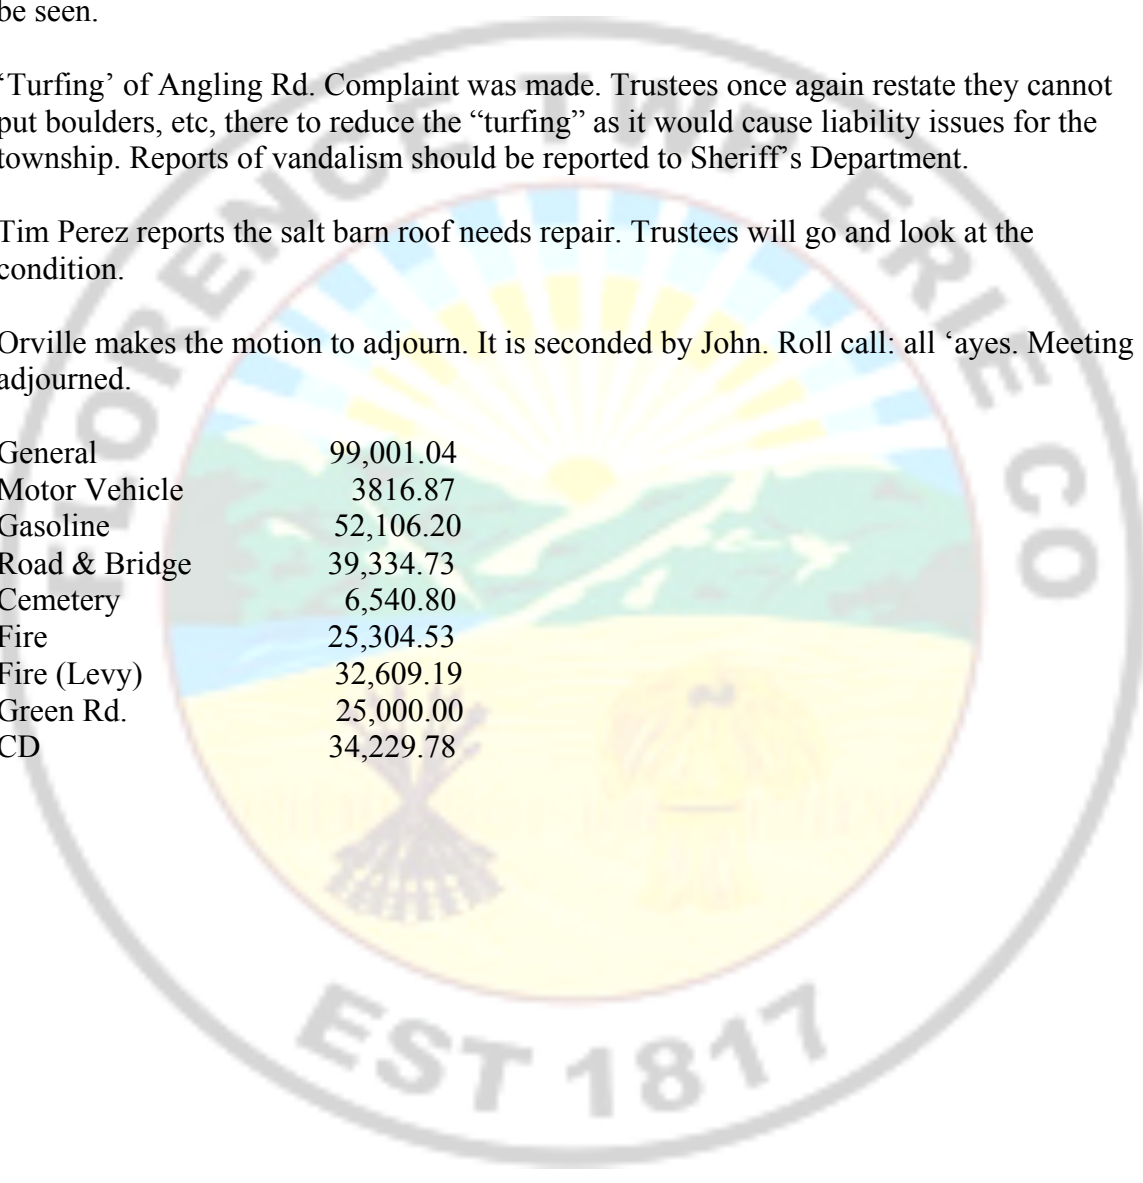 be seen.
‘Turfing’ of Angling Rd. Complaint was made. Trustees once again restate they cannot
put boulders, etc, there to reduce the “turfing” as it would cause liability issues for the
township. Reports of vandalism should be reported to Sheriff’s Department.
Tim Perez reports the salt barn roof needs repair. Trustees will go and look at the
condition.
Orville makes the motion to adjourn. It is seconded by John. Roll call: all ‘ayes. Meeting
adjourned.
General 99,001.04
Motor Vehicle 3816.87
Gasoline 52,106.20
Road & Bridge 39,334.73
Cemetery 6,540.80
Fire 25,304.53
Fire (Levy) 32,609.19
Green Rd. 25,000.00
CD 34,229.78
FLORENCE TWP ERIE CO
EST 1817